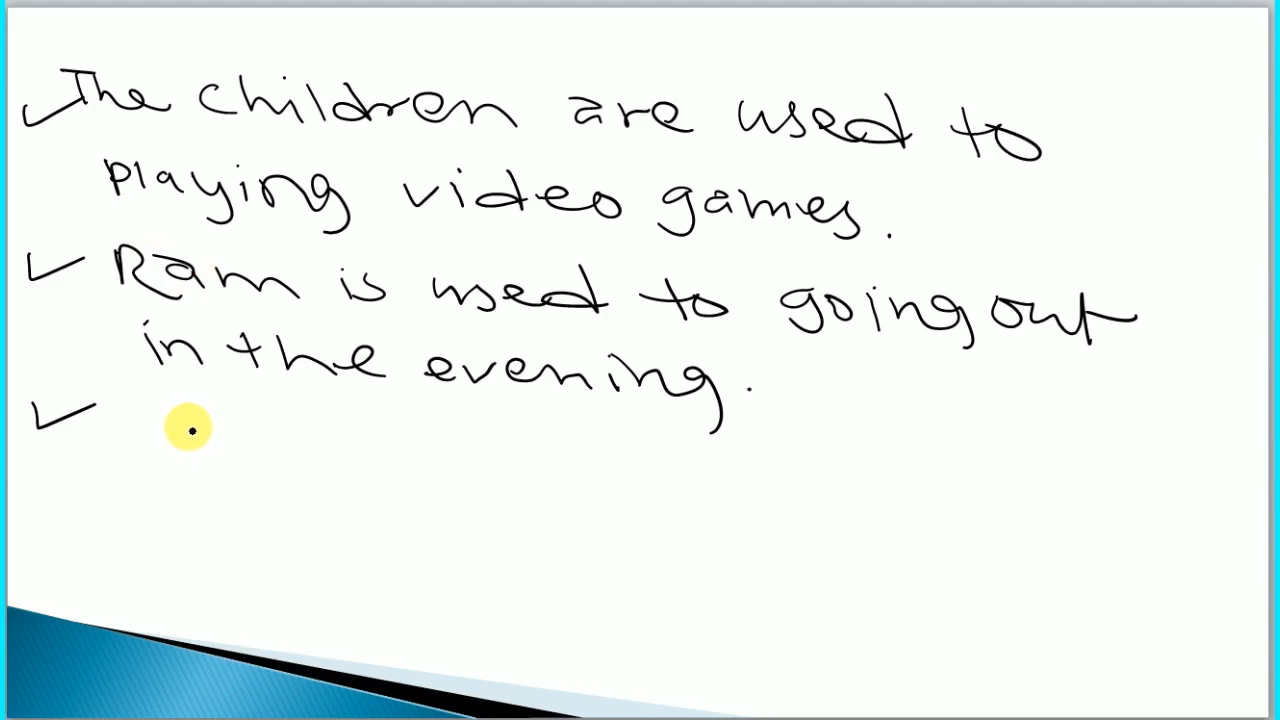 The children are used to
playing video games.
Ram is used to going out
in the evening.